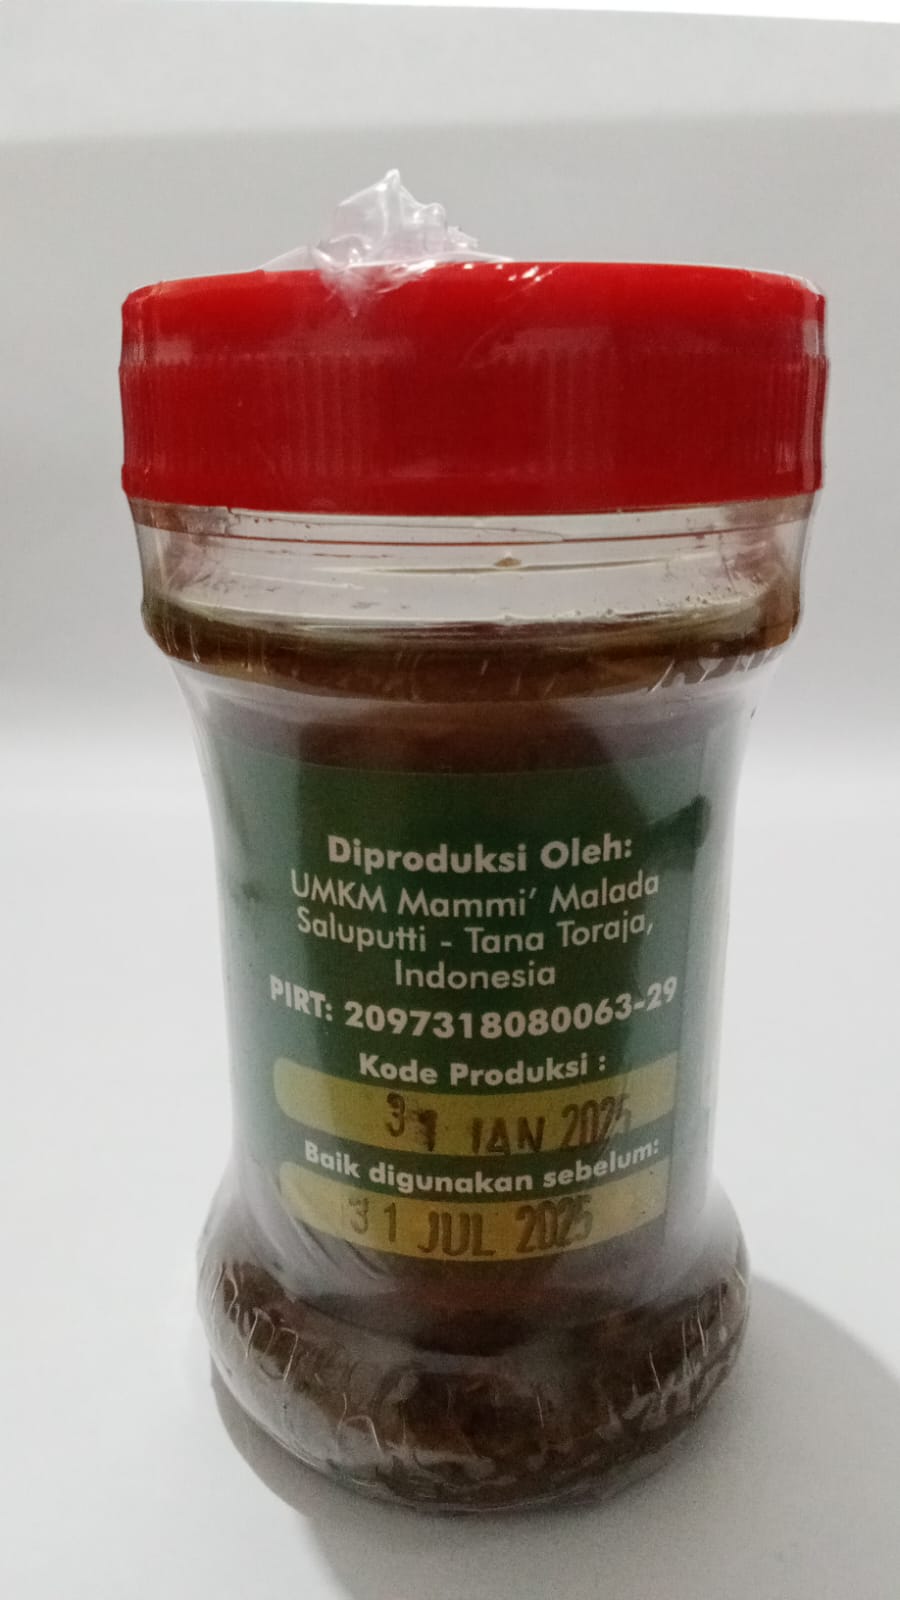 Diproduksi Oleh:
UMKM Mammi' Malada
Saluputti - Tana Toraja,
Indonesia
PIRT: 2097318080063-29
Kode Produksi :
31 JAN 2025
Baik digunakan sebelum:
31 JUL 2025